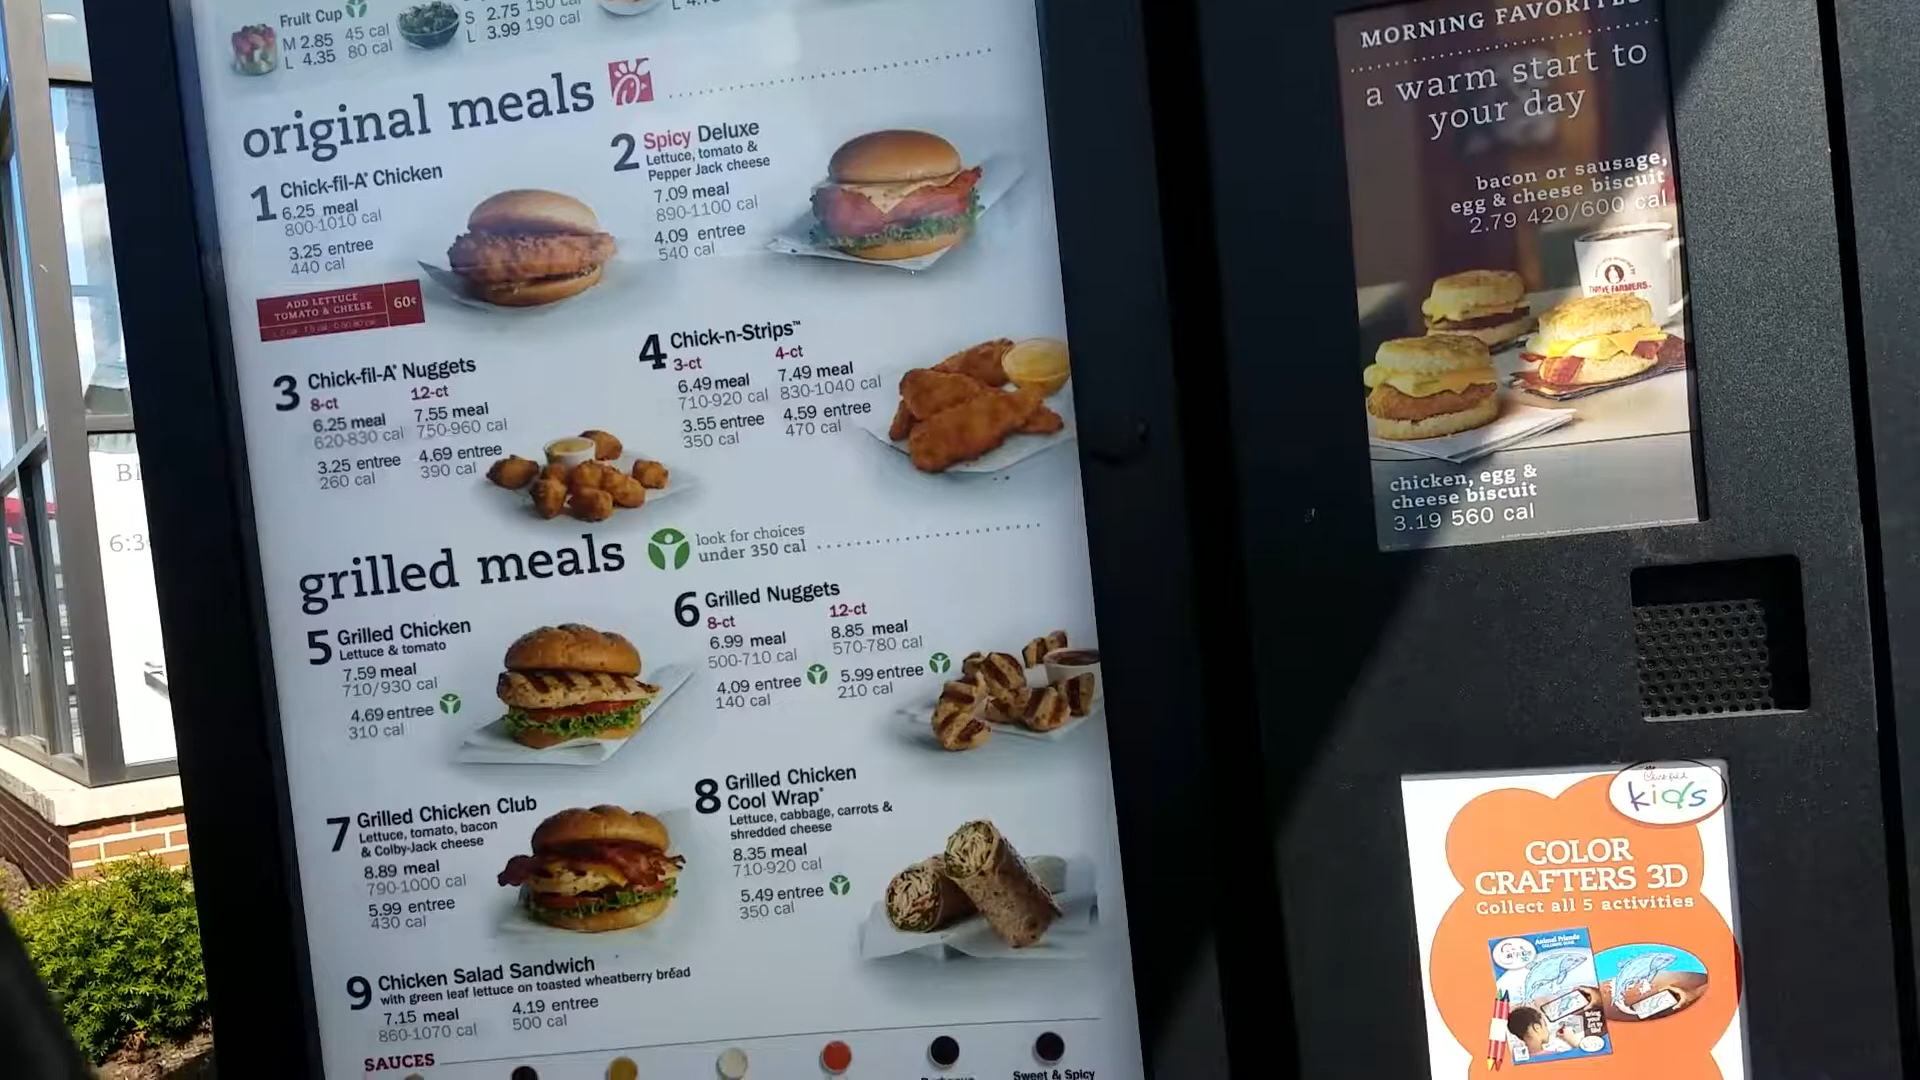 Fruit Cup
M 2.85 45 cal
L 4.35 80 cal
S 2.75 150 cal
L 3.99 190 cal
original meals
1 Chick-fil-A® Chicken
6.25 meal
800-1010 cal
3.25 entree
440 cal
ADD LETTUCE
TOMATO & CHEESE
60¢
2 Spicy Deluxe
Lettuce, tomato &
Pepper Jack cheese
7.09 meal
890-1100 cal
4.09 entree
540 cal
3 Chick-fil-A® Nuggets
8-ct 12-ct
6.25 meal 7.55 meal
620-830 cal 750-960 cal
3.25 entree 4.69 entree
260 cal 390 cal
4 Chick-n-Strips™
3-ct 4-ct
6.49 meal 7.49 meal
710-920 cal 830-1040 cal
3.55 entree 4.59 entree
350 cal 470 cal
grilled meals
look for choices
under 350 cal
5 Grilled Chicken
Lettuce & tomato
7.59 meal
710/930 cal
4.69 entree
310 cal
6 Grilled Nuggets
8-ct 12-ct
6.99 meal 8.85 meal
500-710 cal 570-780 cal
4.09 entree 5.99 entree
140 cal 210 cal
7 Grilled Chicken Club
Lettuce, tomato, bacon
& Colby-Jack cheese
8.89 meal
790-1000 cal
5.99 entree
430 cal
8 Grilled Chicken
Cool Wrap®
Lettuce, cabbage, carrots &
shredded cheese
8.35 meal
710-920 cal
5.49 entree
350 cal
9 Chicken Salad Sandwich
with green leaf lettuce on toasted wheatberry bread
7.15 meal 4.19 entree
860-1070 cal 500 cal
SAUCES
Sweet & Spicy
MORNING FAVORITES
a warm start to
your day
bacon or sausage,
egg & cheese biscuit
2.79 420/600 cal
THRIVE FARMERS
chicken, egg &
cheese biscuit
3.19 560 cal
kids
COLOR
CRAFTERS 3D
Collect all 5 activities
Animal Friends